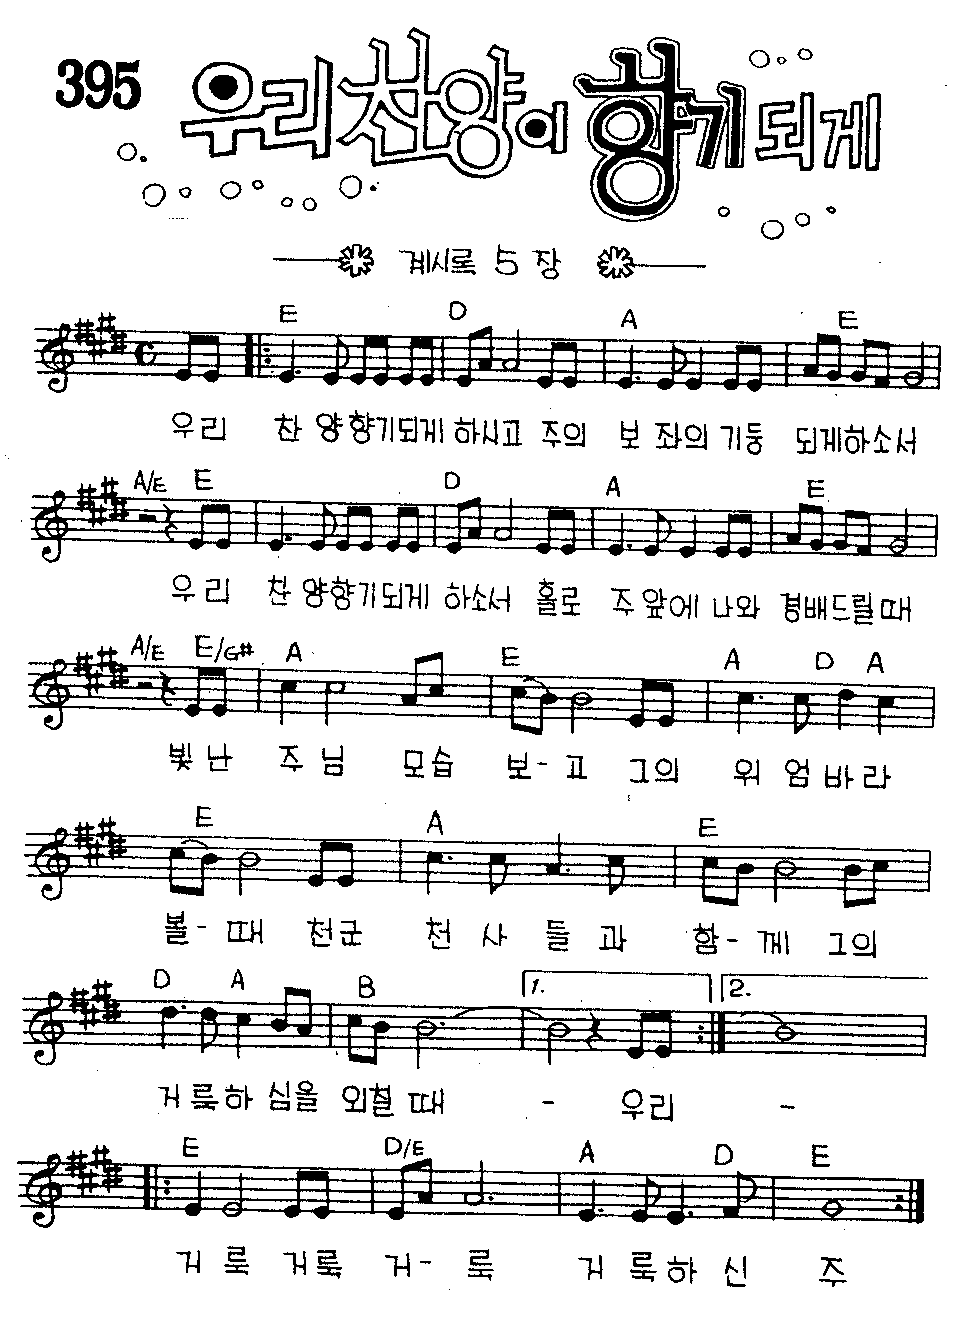 395 우리 찬양이 향기되게
계시록 5 장
E D A E
우리 찬 양향기되게 하시고 주의 보 좌의 기둥 되게하소서
A/E E D A E
우리 찬 양향기되게 하소서 홀로 주앞에 나와 경배드릴때
A/E E/G# A E A D A
빛난 주님 모습 보-고 그의 위 엄바라
E A E
볼-때 천군 천 사 들과 함-께 그의
D A B 1. 2.
거룩하심을 외칠때 - 우리 -
E D/E A D E
거룩 거룩 거-룩 거룩하신 주